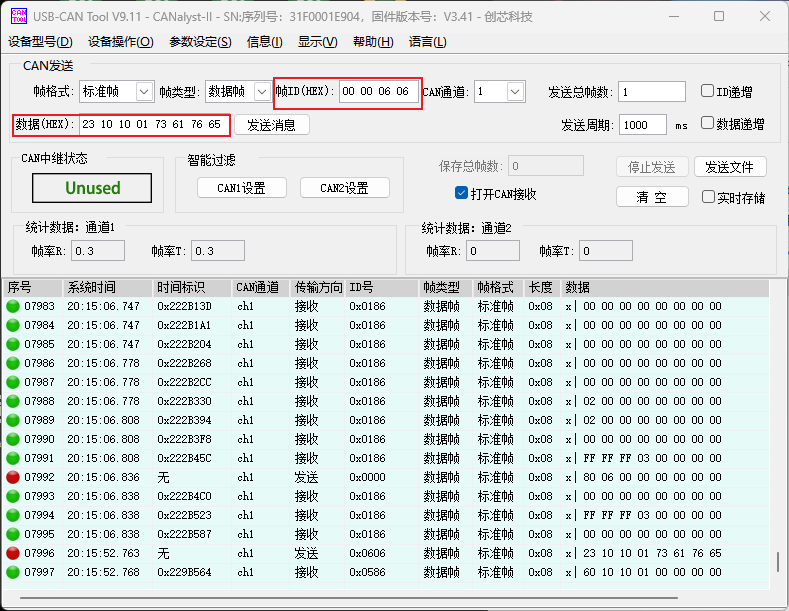 USB-CAN Tool V9.11 - CANalyst-II - SN:序列号: 31F0001E904, 固件版本号: V3.41 - 创芯科技
设备型号(D) 设备操作(O) 参数设定(S) 信息(I) 显示(V) 帮助(H) 语言(L)
CAN发送
帧格式: 标准帧 帧类型: 数据帧 帧ID(HEX): 00 00 06 06 CAN通道: 1 发送总帧数: 1 ID递增
数据(HEX): 23 10 10 01 73 61 76 65 发送消息 发送周期: 1000 ms 数据递增
CAN中继状态 智能过滤 保存总帧数: 0 停止发送 发送文件
Unused CAN1设置 CAN2设置 打开CAN接收 清 空 实时存储
统计数据: 通道1 统计数据: 通道2
帧率R: 0.3 帧率T: 0.3 帧率R: 0 帧率T: 0
序号 系统时间 时间标识 CAN通道 传输方向 ID号 帧类型 帧格式 长度 数据
07983 20:15:06.747 0x222B13D ch1 接收 0x0186 数据帧 标准帧 0x08 x| 00 00 00 00 00 00 00 00
07984 20:15:06.747 0x222B1A1 ch1 接收 0x0186 数据帧 标准帧 0x08 x| 00 00 00 00 00 00 00 00
07985 20:15:06.747 0x222B204 ch1 接收 0x0186 数据帧 标准帧 0x08 x| 00 00 00 00 00 00 00 00
07986 20:15:06.778 0x222B268 ch1 接收 0x0186 数据帧 标准帧 0x08 x| 00 00 00 00 00 00 00 00
07987 20:15:06.778 0x222B2CC ch1 接收 0x0186 数据帧 标准帧 0x08 x| 00 00 00 00 00 00 00 00
07988 20:15:06.778 0x222B330 ch1 接收 0x0186 数据帧 标准帧 0x08 x| 02 00 00 00 00 00 00 00
07989 20:15:06.808 0x222B394 ch1 接收 0x0186 数据帧 标准帧 0x08 x| 02 00 00 00 00 00 00 00
07990 20:15:06.808 0x222B3F8 ch1 接收 0x0186 数据帧 标准帧 0x08 x| 00 00 00 00 00 00 00 00
07991 20:15:06.808 0x222B45C ch1 接收 0x0186 数据帧 标准帧 0x08 x| FF FF FF 03 00 00 00 00
07992 20:15:06.836 无 ch1 发送 0x0000 数据帧 标准帧 0x08 x| 80 06 00 00 00 00 00 00
07993 20:15:06.838 0x222B4C0 ch1 接收 0x0186 数据帧 标准帧 0x08 x| 00 00 00 00 00 00 00 00
07994 20:15:06.838 0x222B523 ch1 接收 0x0186 数据帧 标准帧 0x08 x| FF FF FF 03 00 00 00 00
07995 20:15:06.838 0x222B587 ch1 接收 0x0186 数据帧 标准帧 0x08 x| 00 00 00 00 00 00 00 00
07996 20:15:52.763 无 ch1 发送 0x0606 数据帧 标准帧 0x08 x| 23 10 10 01 73 61 76 65
07997 20:15:52.768 0x229B564 ch1 接收 0x0586 数据帧 标准帧 0x08 x| 60 10 10 01 00 00 00 00